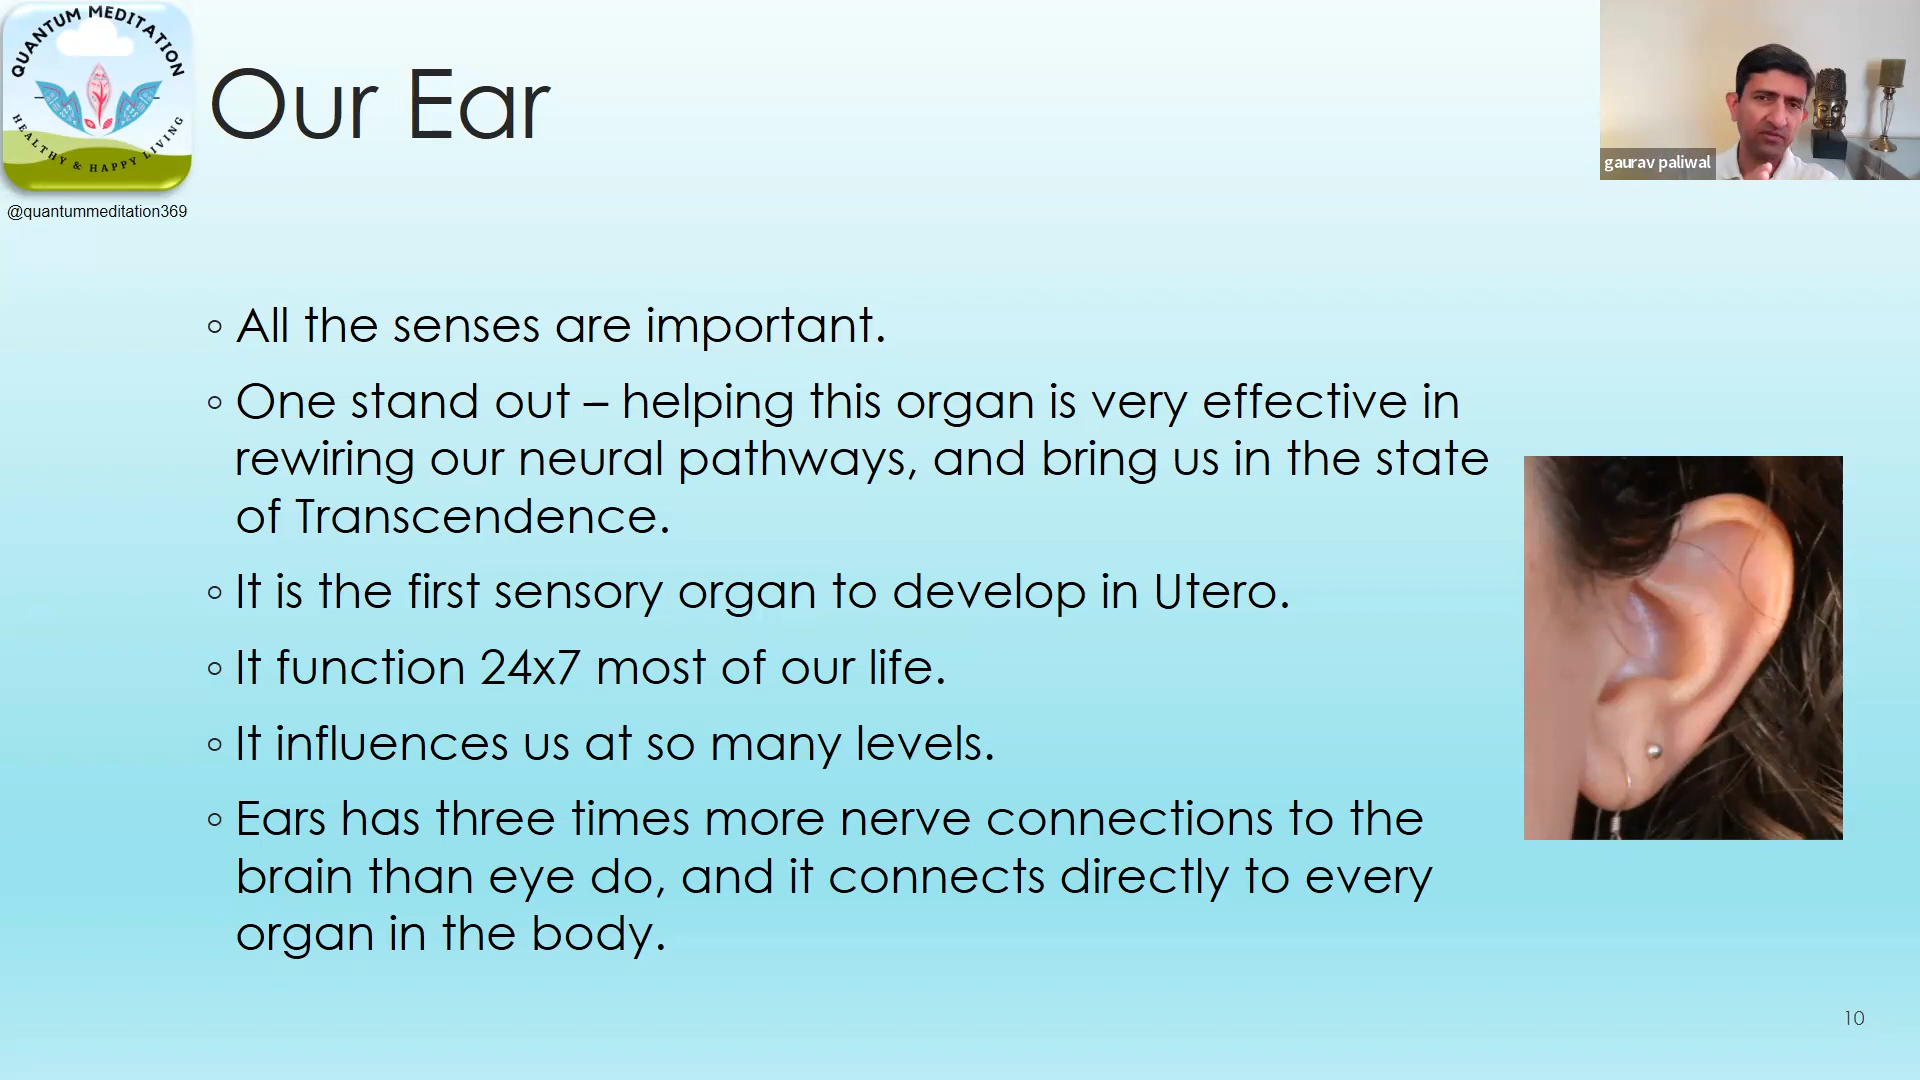 QUANTUM MEDITATION
HEALTHY & HAPPY LIVING
@quantummeditation369
Our Ear
gaurav paliwal
◦ All the senses are important.
◦ One stand out – helping this organ is very effective in
rewiring our neural pathways, and bring us in the state
of Transcendence.
◦ It is the first sensory organ to develop in Utero.
◦ It function 24x7 most of our life.
◦ It influences us at so many levels.
◦ Ears has three times more nerve connections to the
brain than eye do, and it connects directly to every
organ in the body.
10